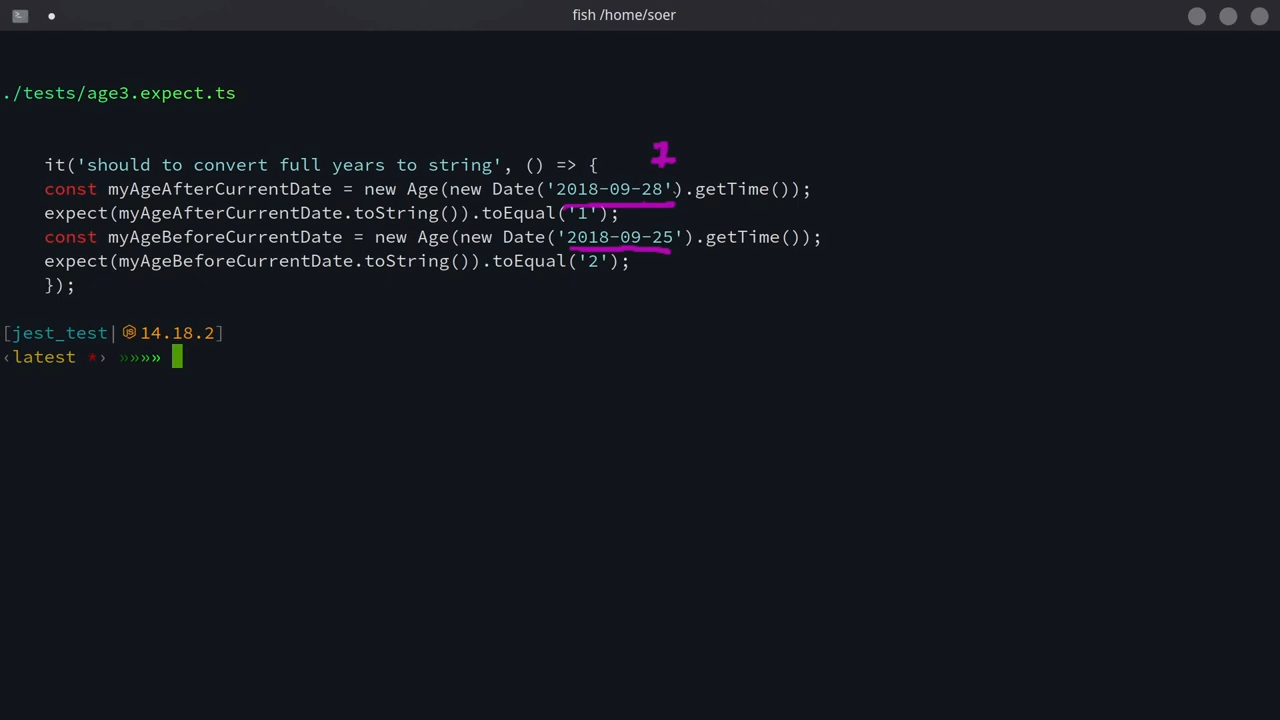 fish /home/soer
./tests/age3.expect.ts
1
it('should to convert full years to string', () => {
const myAgeAfterCurrentDate = new Age(new Date('2018-09-28').getTime());
expect(myAgeAfterCurrentDate.toString()).toEqual('1');
const myAgeBeforeCurrentDate = new Age(new Date('2018-09-25').getTime());
expect(myAgeBeforeCurrentDate.toString()).toEqual('2');
});
[jest_test|14.18.2]
‹latest *› »»»»